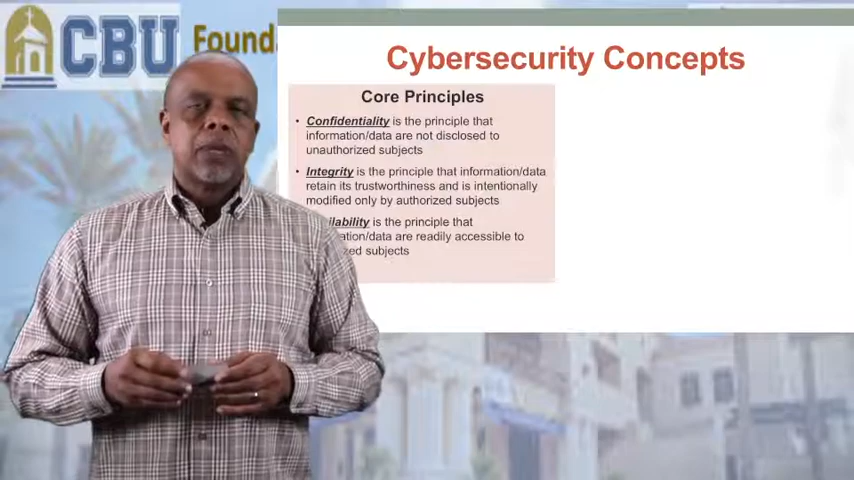 CBU
Cybersecurity Concepts
Core Principles
• Confidentiality is the principle that
information/data are not disclosed to
unauthorized subjects
• Integrity is the principle that information/data
retain its trustworthiness and is intentionally
modified only by authorized subjects
is the principle that
are readily accessible to
subjects